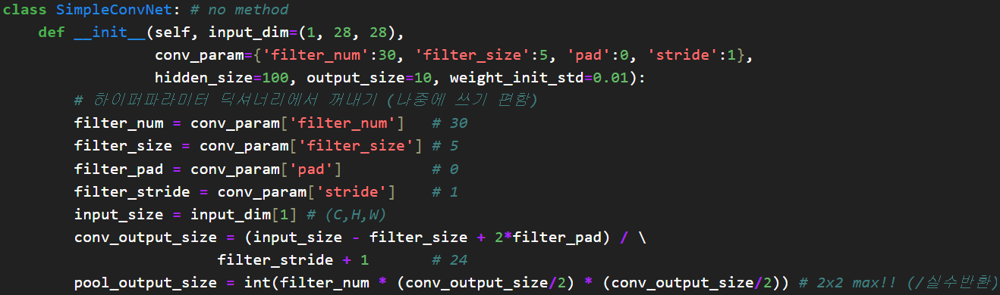 class SimpleConvNet: # no method
    def __init__(self, input_dim=(1, 28, 28),
                 conv_param={'filter_num':30, 'filter_size':5, 'pad':0, 'stride':1},
                 hidden_size=100, output_size=10, weight_init_std=0.01):
        # 하이퍼파라미터 딕셔너리에서 꺼내기 (나중에 쓰기 편함)
        filter_num = conv_param['filter_num']   # 30
        filter_size = conv_param['filter_size'] # 5
        filter_pad = conv_param['pad']          # 0
        filter_stride = conv_param['stride']    # 1
        input_size = input_dim[1] # (C,H,W)
        conv_output_size = (input_size - filter_size + 2*filter_pad) / \
                        filter_stride + 1       # 24
        pool_output_size = int(filter_num * (conv_output_size/2) * (conv_output_size/2)) # 2x2 max!! (/실수반환)